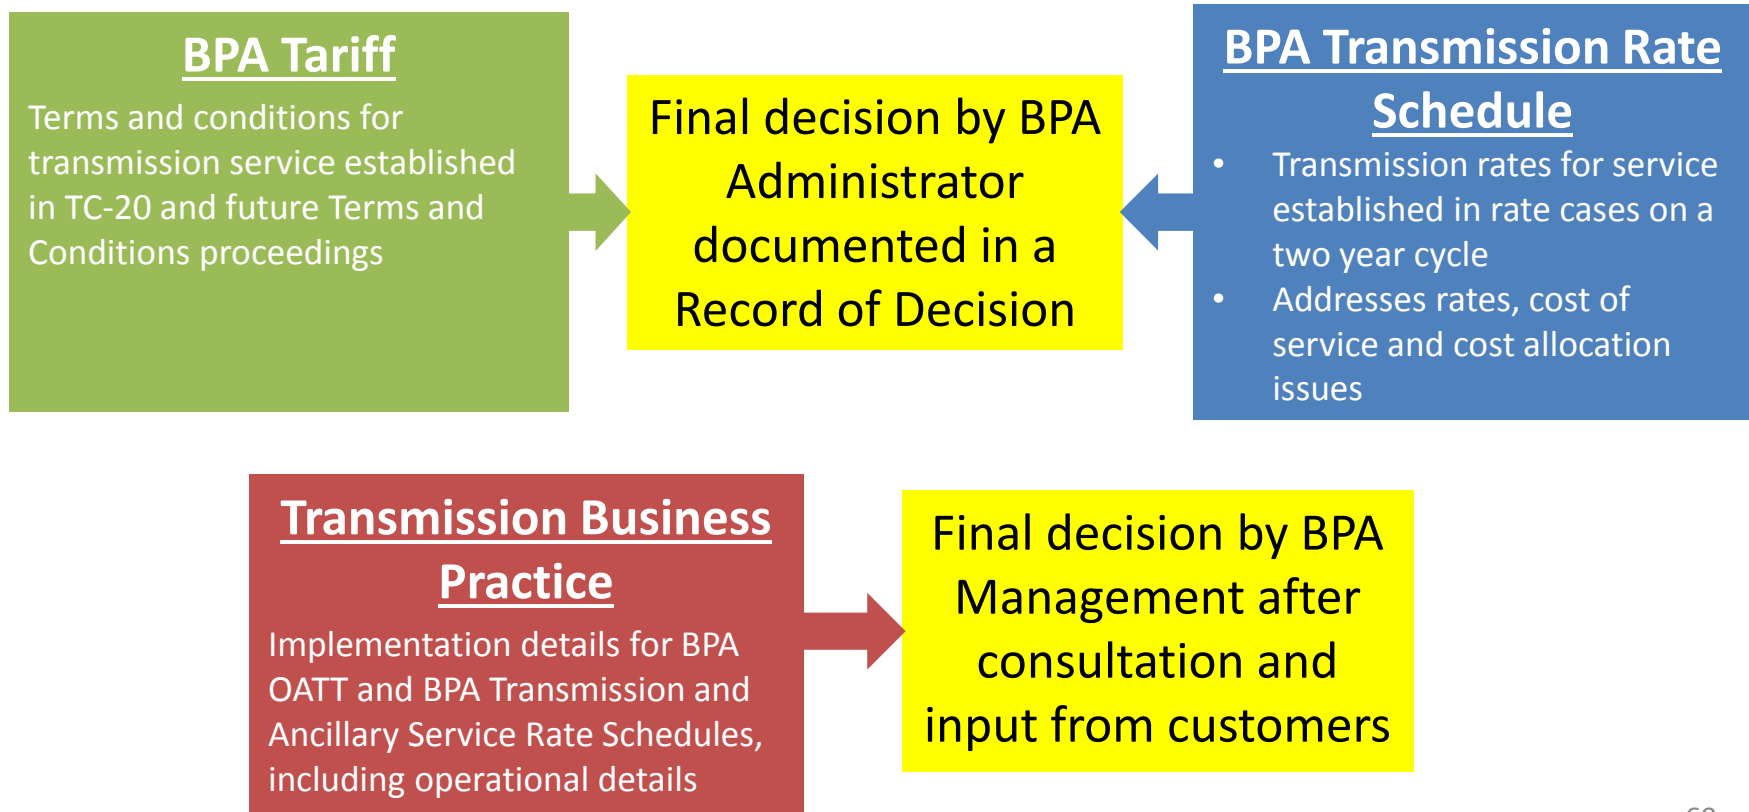 BPA Tariff
Terms and conditions for
transmission service established
in TC-20 and future Terms and
Conditions proceedings
Final decision by BPA
Administrator
documented in a
Record of Decision
BPA Transmission Rate
Schedule
• Transmission rates for service
established in rate cases on a
two year cycle
• Addresses rates, cost of
service and cost allocation
issues
Transmission Business
Practice
Implementation details for BPA
OATT and BPA Transmission and
Ancillary Service Rate Schedules,
including operational details
Final decision by BPA
Management after
consultation and
input from customers